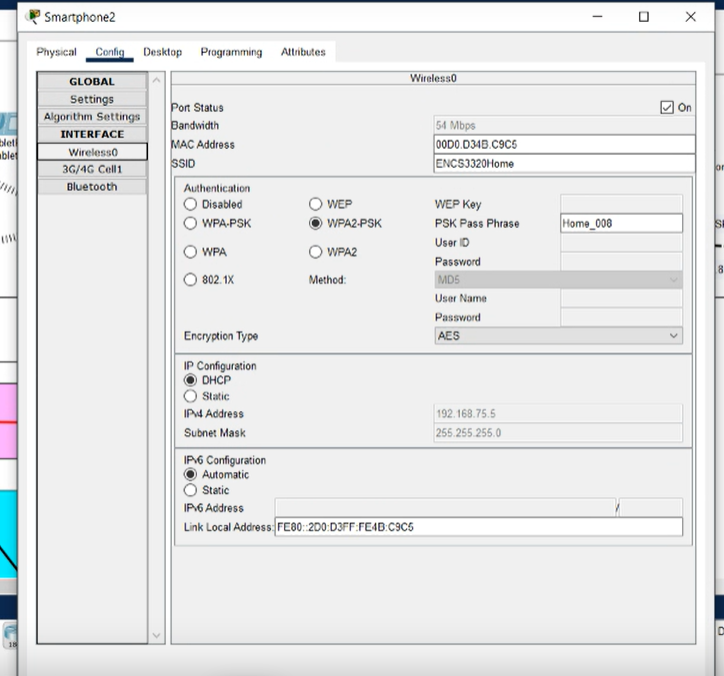 Smartphone2
Physical Config Desktop Programming Attributes
GLOBAL
Settings
Algorithm Settings
INTERFACE
Wireless0
3G/4G Cell1
Bluetooth
Wireless0
Port Status On
Bandwidth 54 Mbps
MAC Address 00D0.D34B.C9C5
SSID ENCS3320Home
Authentication
Disabled WEP WEP Key
WPA-PSK WPA2-PSK PSK Pass Phrase Home_008
User ID
WPA WPA2
Password
802.1X Method: MD5
User Name
Password
Encryption Type AES
IP Configuration
DHCP
Static
IPv4 Address 192.168.75.5
Subnet Mask 255.255.255.0
IPv6 Configuration
Automatic
Static
IPv6 Address /
Link Local Address: FE80::2D0:D3FF:FE4B:C9C5